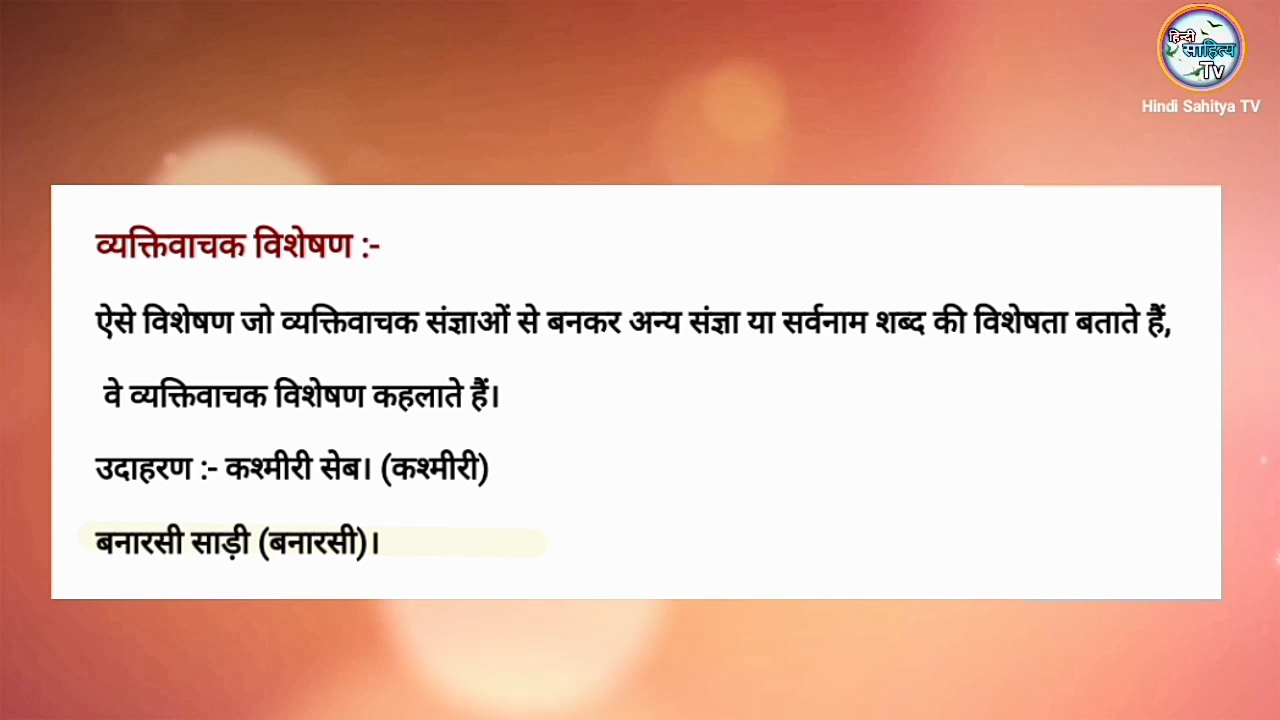 हिन्दी
साहित्य
Tv
Hindi Sahitya TV
व्यक्तिवाचक विशेषण :-
ऐसे विशेषण जो व्यक्तिवाचक संज्ञाओं से बनकर अन्य संज्ञा या सर्वनाम शब्द की विशेषता बताते हैं,
वे व्यक्तिवाचक विशेषण कहलाते हैं।
उदाहरण :- कश्मीरी सेब। (कश्मीरी)
बनारसी साड़ी (बनारसी)।